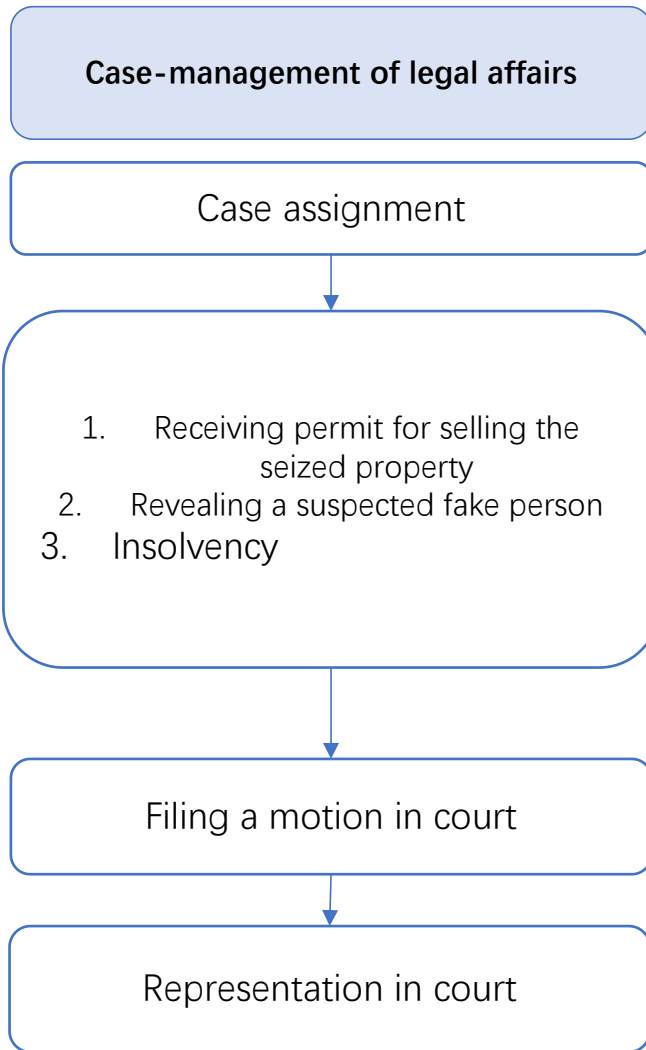 Case-management of legal affairs
Case assignment
1. Receiving permit for selling the
seized property
2. Revealing a suspected fake person
3. Insolvency
Filing a motion in court
Representation in court